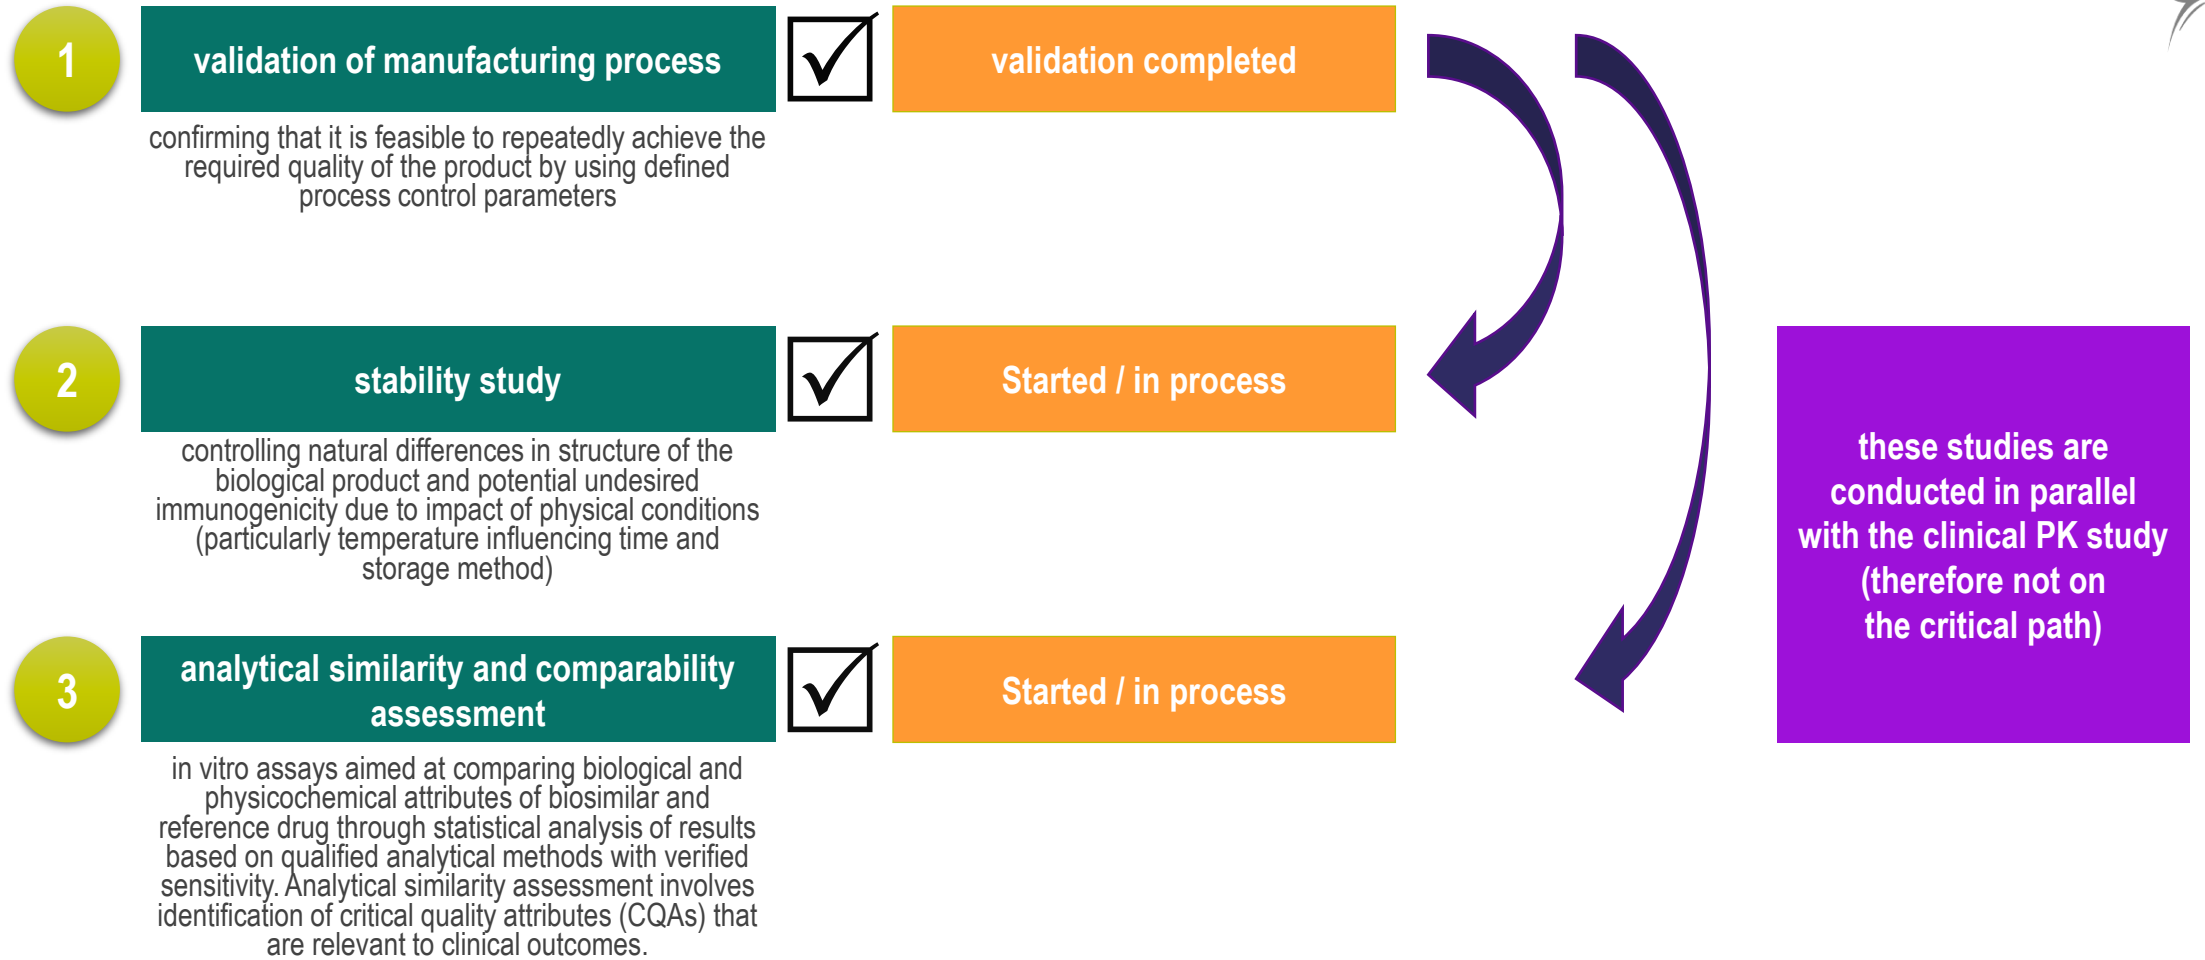 1
validation of manufacturing process
validation completed
confirming that it is feasible to repeatedly achieve the
required quality of the product by using defined
process control parameters
2
stability study
Started / in process
controlling natural differences in structure of the
biological product and potential undesired
immunogenicity due to impact of physical conditions
(particularly temperature influencing time and
storage method)
these studies are
conducted in parallel
with the clinical PK study
(therefore not on
the critical path)
3
analytical similarity and comparability
assessment
Started / in process
in vitro assays aimed at comparing biological and
physicochemical attributes of biosimilar and
reference drug through statistical analysis of results
based on qualified analytical methods with verified
sensitivity. Analytical similarity assessment involves
identification of critical quality attributes (CQAs) that
are relevant to clinical outcomes.